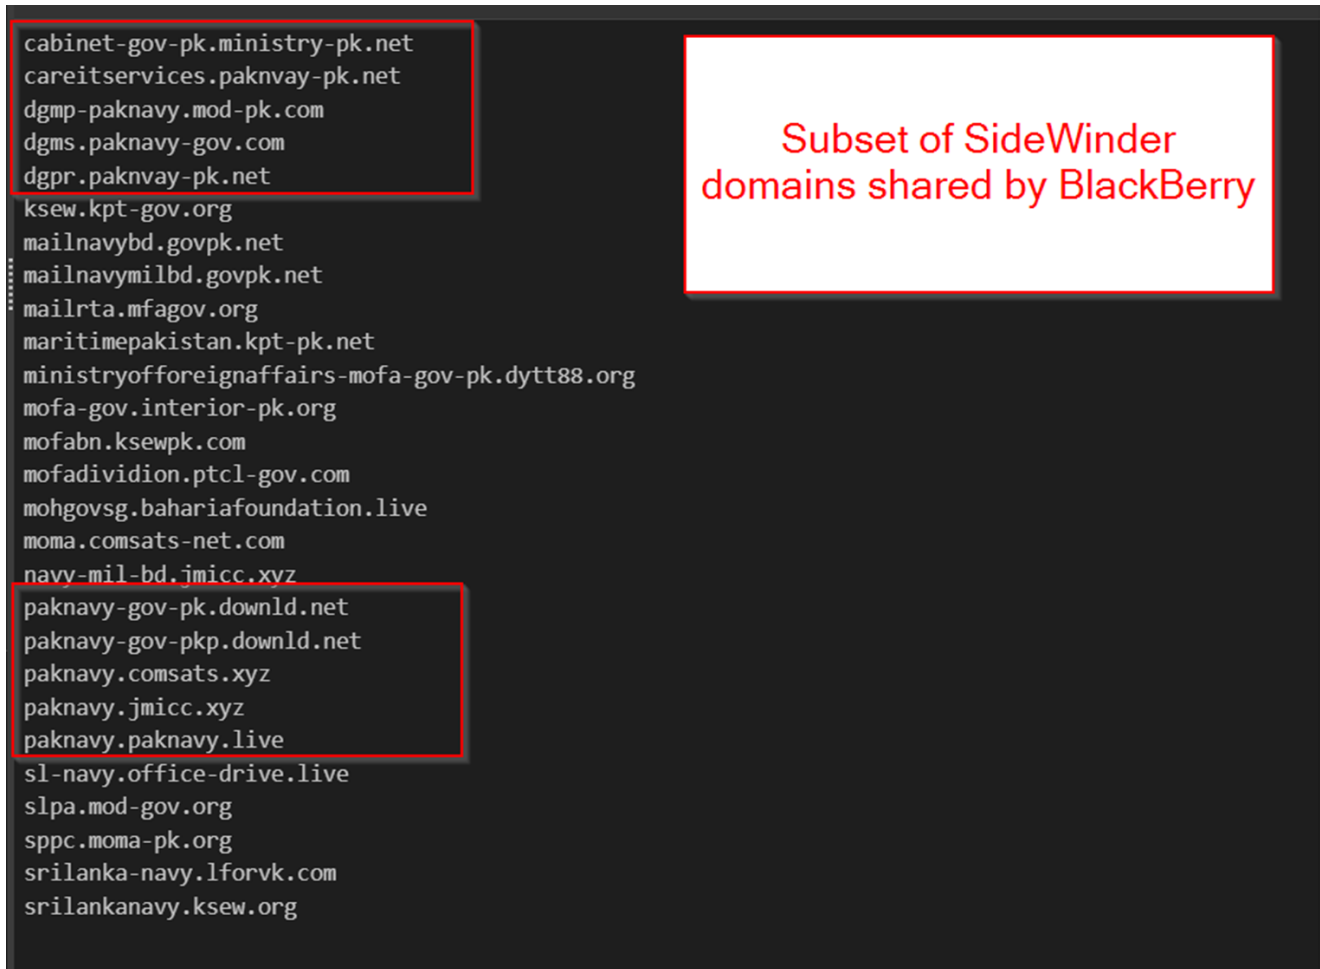 cabinet-gov-pk.ministry-pk.net
careitservices.paknvay-pk.net
dgmp-paknavy.mod-pk.com
dgms.paknavy-gov.com
dgpr.paknvay-pk.net
ksew.kpt-gov.org
mailnavybd.govpk.net
mailnavymilbd.govpk.net
mailrta.mfagov.org
maritimepakistan.kpt-pk.net
ministryofforeignaffairs-mofa-gov-pk.dytt88.org
mofa-gov.interior-pk.org
mofabn.ksewpk.com
mofadividion.ptcl-gov.com
mohgovsg.bahariafoundation.live
moma.comsats-net.com
navy-mil-bd.jmicc.xyz
paknavy-gov-pk.downld.net
paknavy-gov-pkp.downld.net
paknavy.comsats.xyz
paknavy.jmicc.xyz
paknavy.paknavy.live
sl-navy.office-drive.live
slpa.mod-gov.org
sppc.moma-pk.org
srilanka-navy.lforvk.com
srilankanavy.ksew.org
Subset of SideWinder
domains shared by BlackBerry